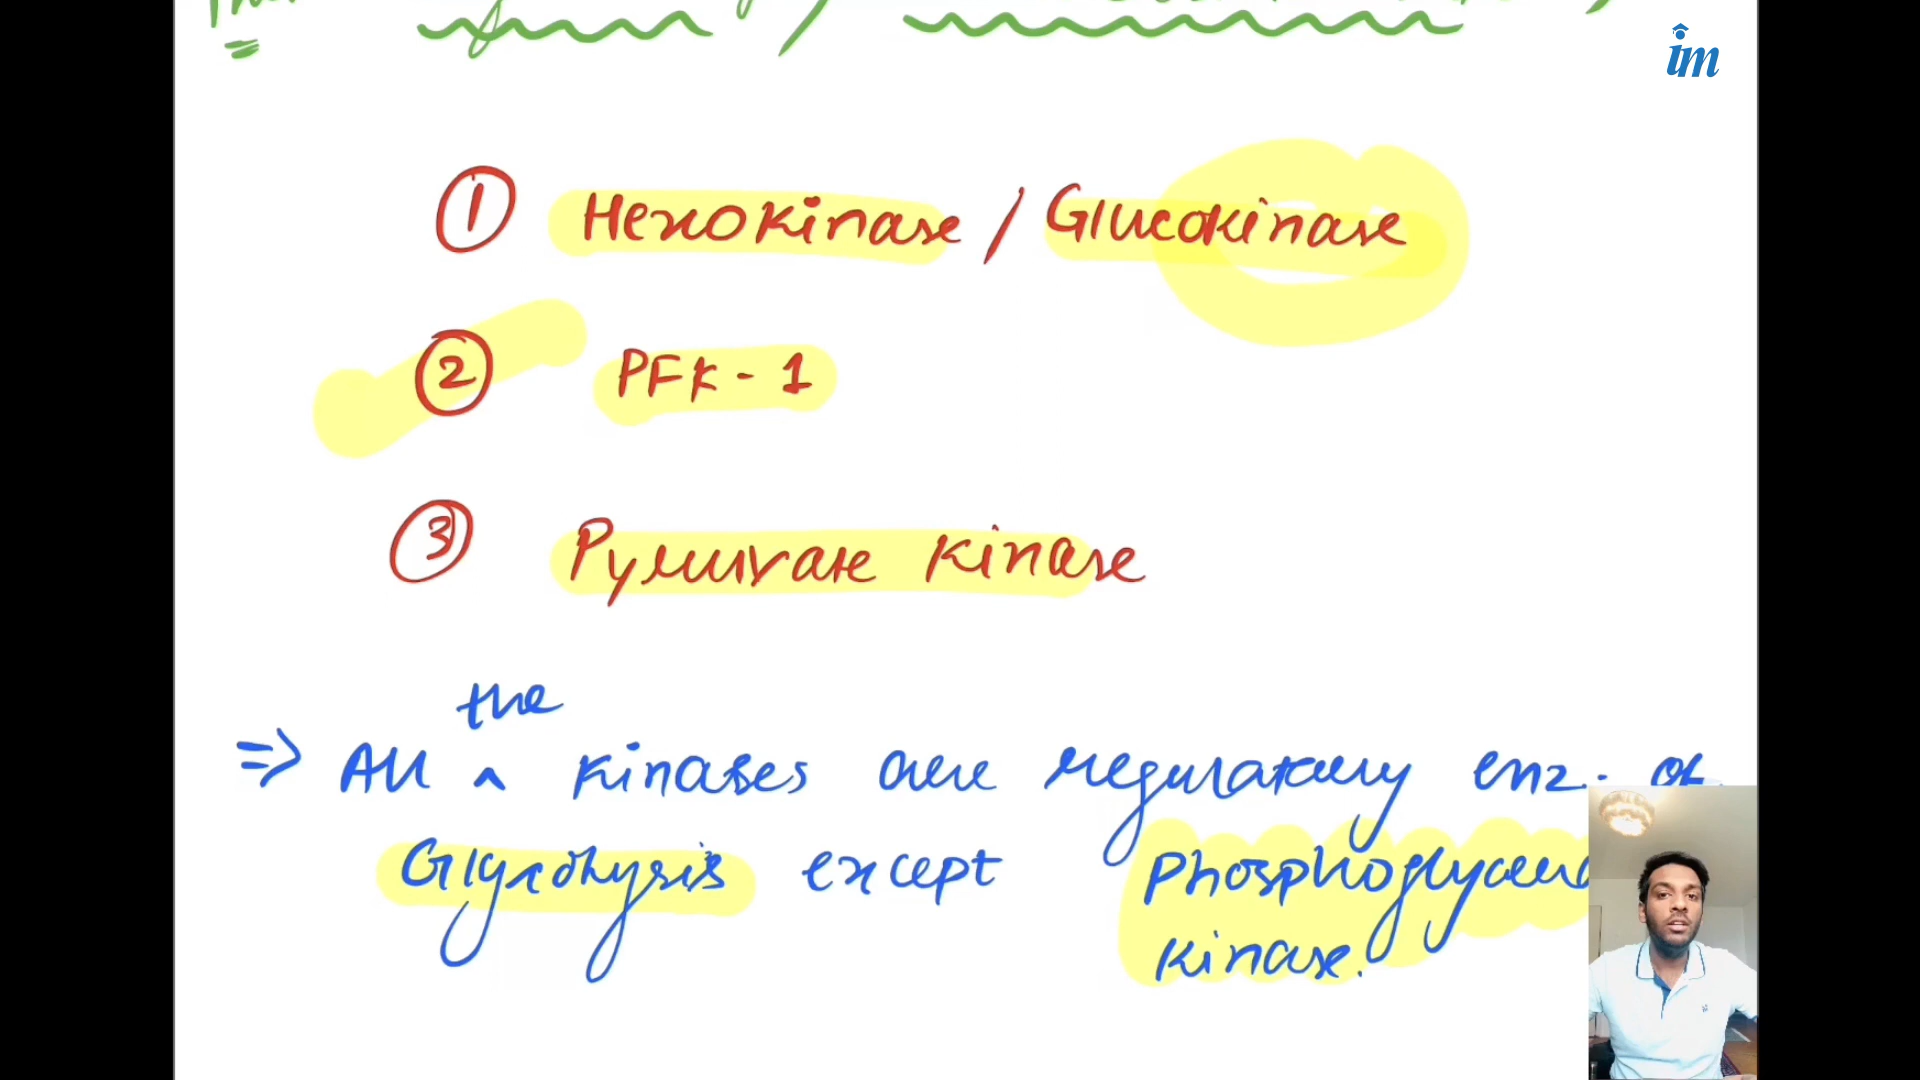 im
① Hexokinase / Glucokinase
② PFK - 1
③ Pyruvate kinase
the
⇒ All ^ kinases are regulatory enz. of
Glycolysis except
kinase.